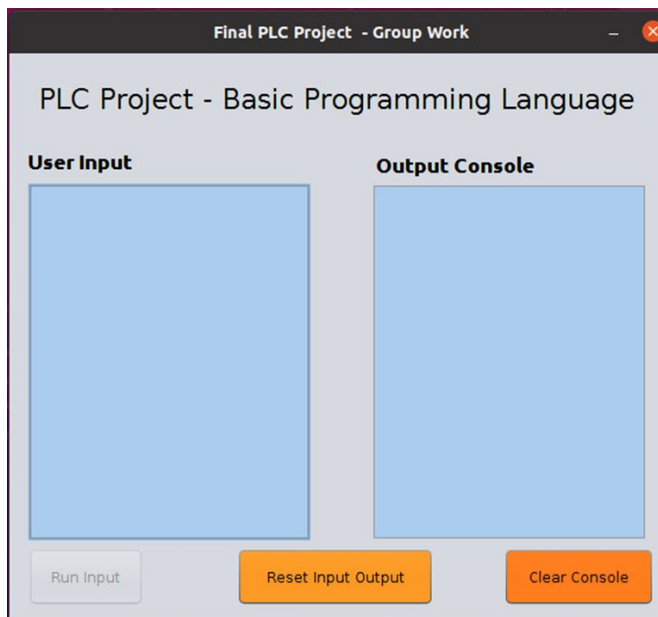 Final PLC Project - Group Work
PLC Project - Basic Programming Language
User Input
Output Console
Run Input
Reset Input Output
Clear Console